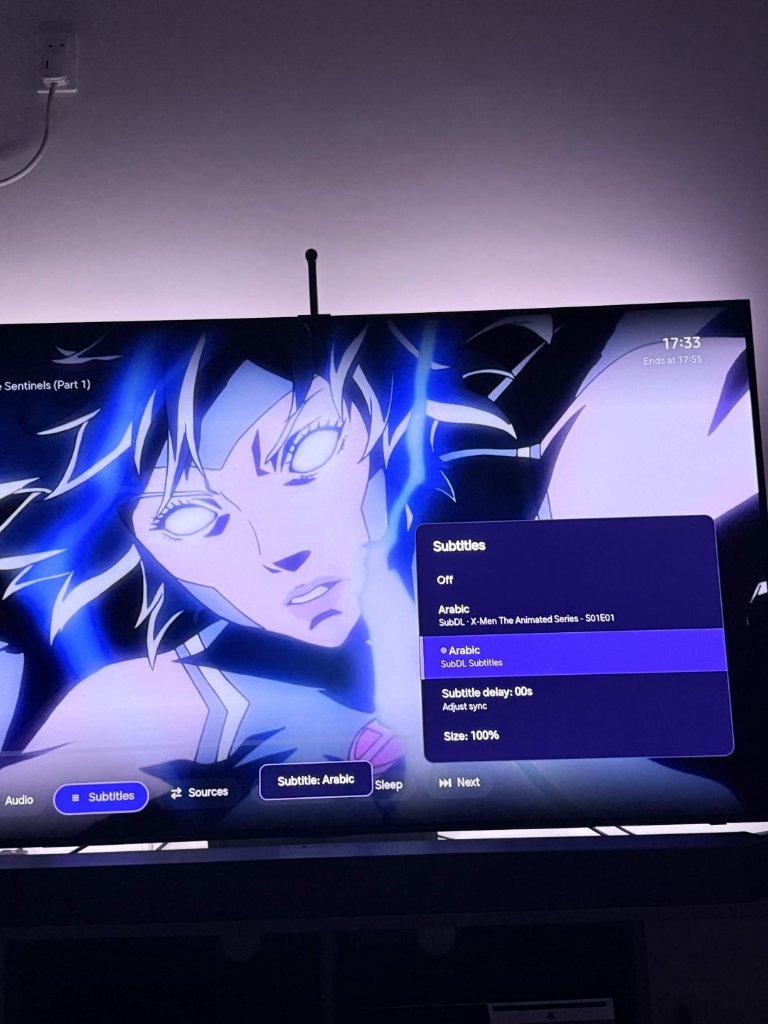 17:33
Ends at 17:55
Sentinels (Part 1)
Subtitles
Off
Arabic
SubDL · X-Men The Animated Series - S01E01
Arabic
SubDL Subtitles
Subtitle delay: 00s
Adjust sync
Size: 100%
Audio
Subtitles
Sources
Subtitle: Arabic
Sleep
Next